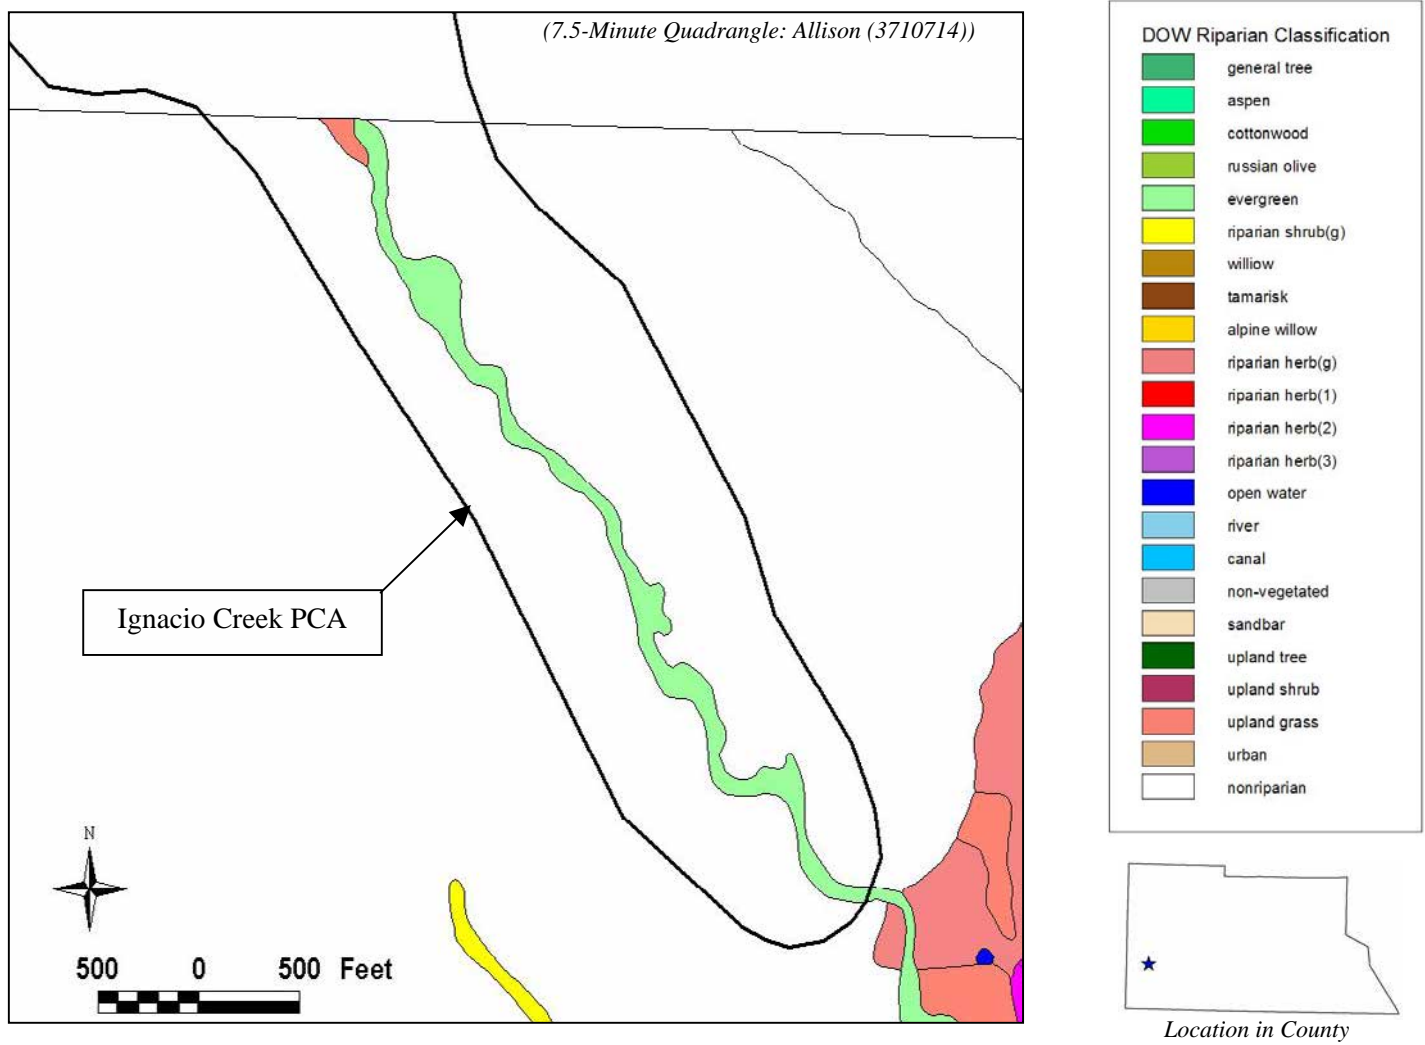 (7.5-Minute Quadrangle: Allison (3710714))
Ignacio Creek PCA
N
500 0 500 Feet
DOW Riparian Classification
general tree
aspen
cottonwood
russian olive
evergreen
riparian shrub(g)
williow
tamarisk
alpine willow
riparian herb(g)
riparian herb(1)
riparian herb(2)
riparian herb(3)
open water
river
canal
non-vegetated
sandbar
upland tree
upland shrub
upland grass
urban
nonriparian
Location in County